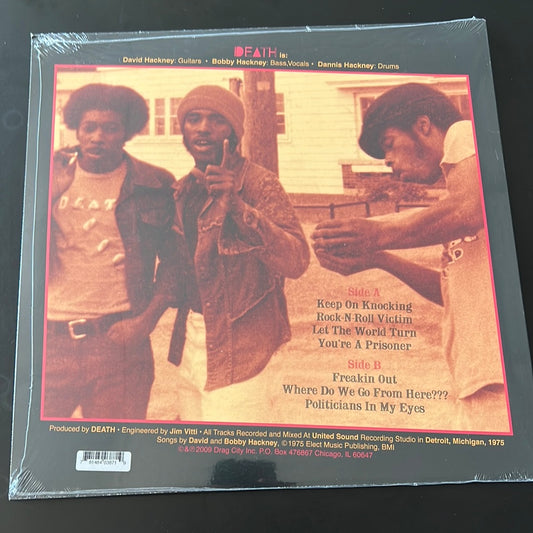 DEATH is:
David Hackney: Guitars • Bobby Hackney: Bass,Vocals • Dannis Hackney: Drums
DEAT
Side A
Keep On Knocking
Rock-N-Roll Victim
Let The World Turn
You're A Prisoner
Side B
Freakin Out
Where Do We Go From Here???
Politicians In My Eyes
Produced by DEATH • Engineered by Jim Vitti • All Tracks Recorded and Mixed At United Sound Recording Studio in Detroit, Michigan, 1975
Songs by David and Bobby Hackney, ©1975 Elect Music Publishing, BMI
©&℗ 2009 Drag City Inc. P.O. Box 476867 Chicago, IL 60647